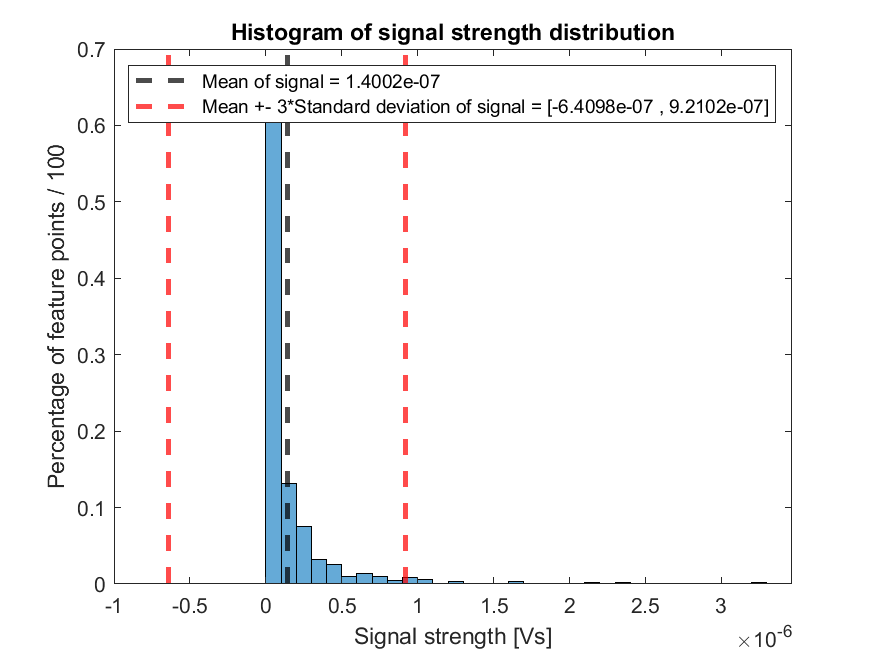 Histogram of signal strength distribution
Mean of signal = 1.4002e-07
Mean +- 3*Standard deviation of signal = [-6.4098e-07 , 9.2102e-07]
Percentage of feature points / 100
0.7
0.6
0.5
0.4
0.3
0.2
0.1
0
-1 -0.5 0 0.5 1 1.5 2 2.5 3
Signal strength [Vs]
×10⁻⁶